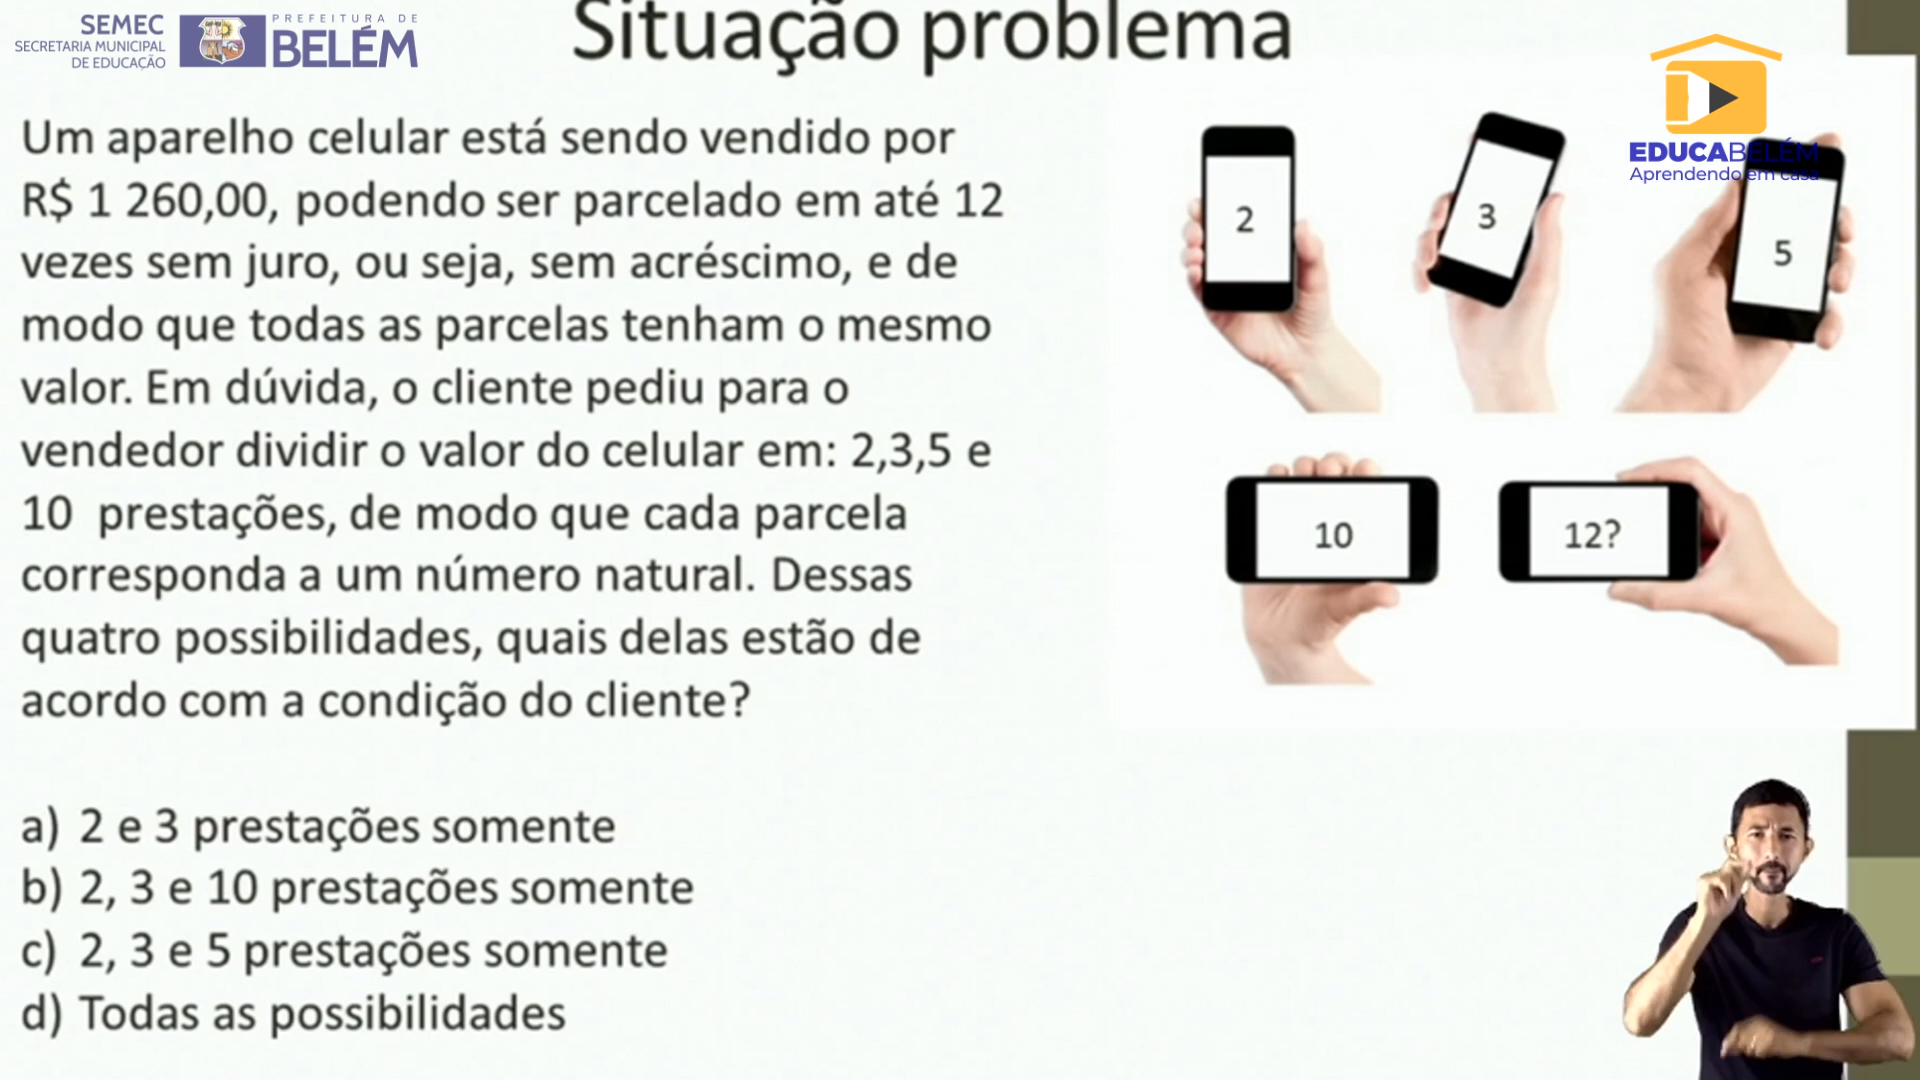 SEMEC
SECRETARIA MUNICIPAL
DE EDUCAÇÃO
PREFEITURA DE
BELÉM
Situação problema
EDUCABELÉM
Aprendendo em casa
Um aparelho celular está sendo vendido por
R$ 1 260,00, podendo ser parcelado em até 12
vezes sem juro, ou seja, sem acréscimo, e de
modo que todas as parcelas tenham o mesmo
valor. Em dúvida, o cliente pediu para o
vendedor dividir o valor do celular em: 2,3,5 e
10 prestações, de modo que cada parcela
corresponda a um número natural. Dessas
quatro possibilidades, quais delas estão de
acordo com a condição do cliente?
a) 2 e 3 prestações somente
b) 2, 3 e 10 prestações somente
c) 2, 3 e 5 prestações somente
d) Todas as possibilidades
2
3
5
10
12?